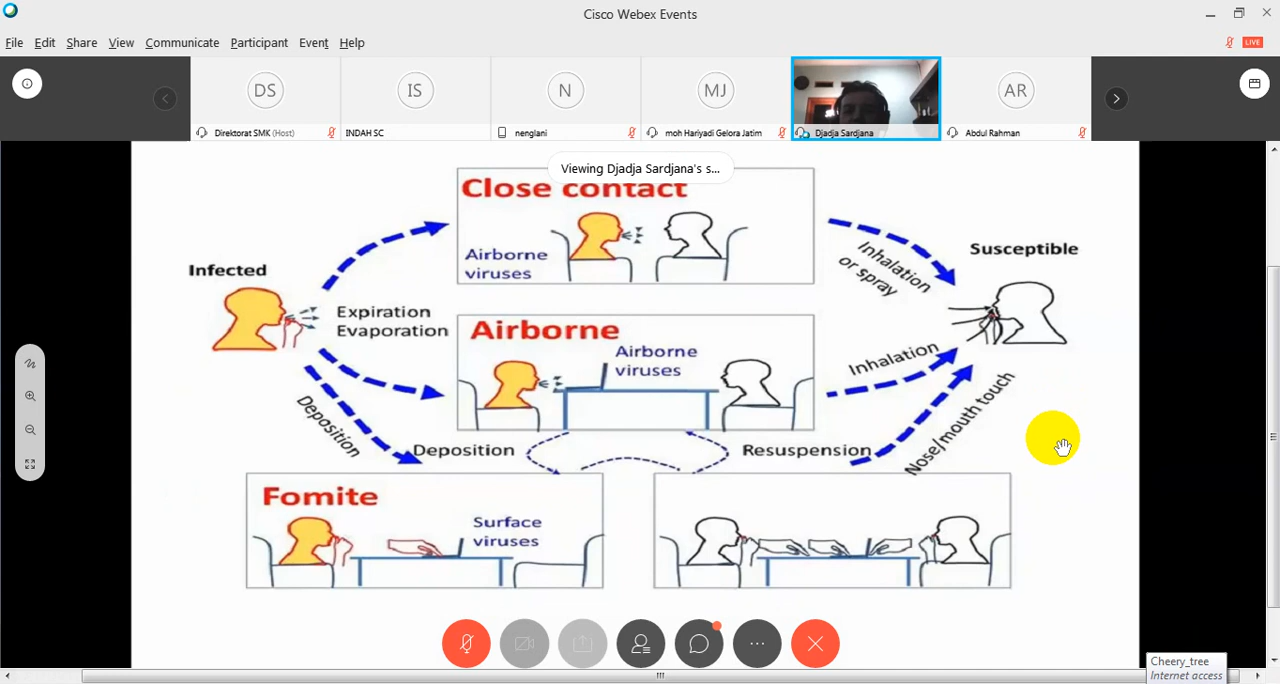 Cisco Webex Events
File Edit Share View Communicate Participant Event Help
LIVE
DS
IS
N
MJ
AR
Direktorat SMK (Host)
INDAH SC
nenglani
moh Hariyadi Gelora Jatim
Djadja Sardjana
Abdul Rahman
Viewing Djadja Sardjana's s...
Close contact
Airborne
viruses
Infected
Expiration
Evaporation
Inhalation
or spray
Susceptible
Airborne
Airborne
viruses
Inhalation
Deposition
Deposition
Resuspension
Nose/mouth touch
Fomite
Surface
viruses
Cheery_tree
Internet access